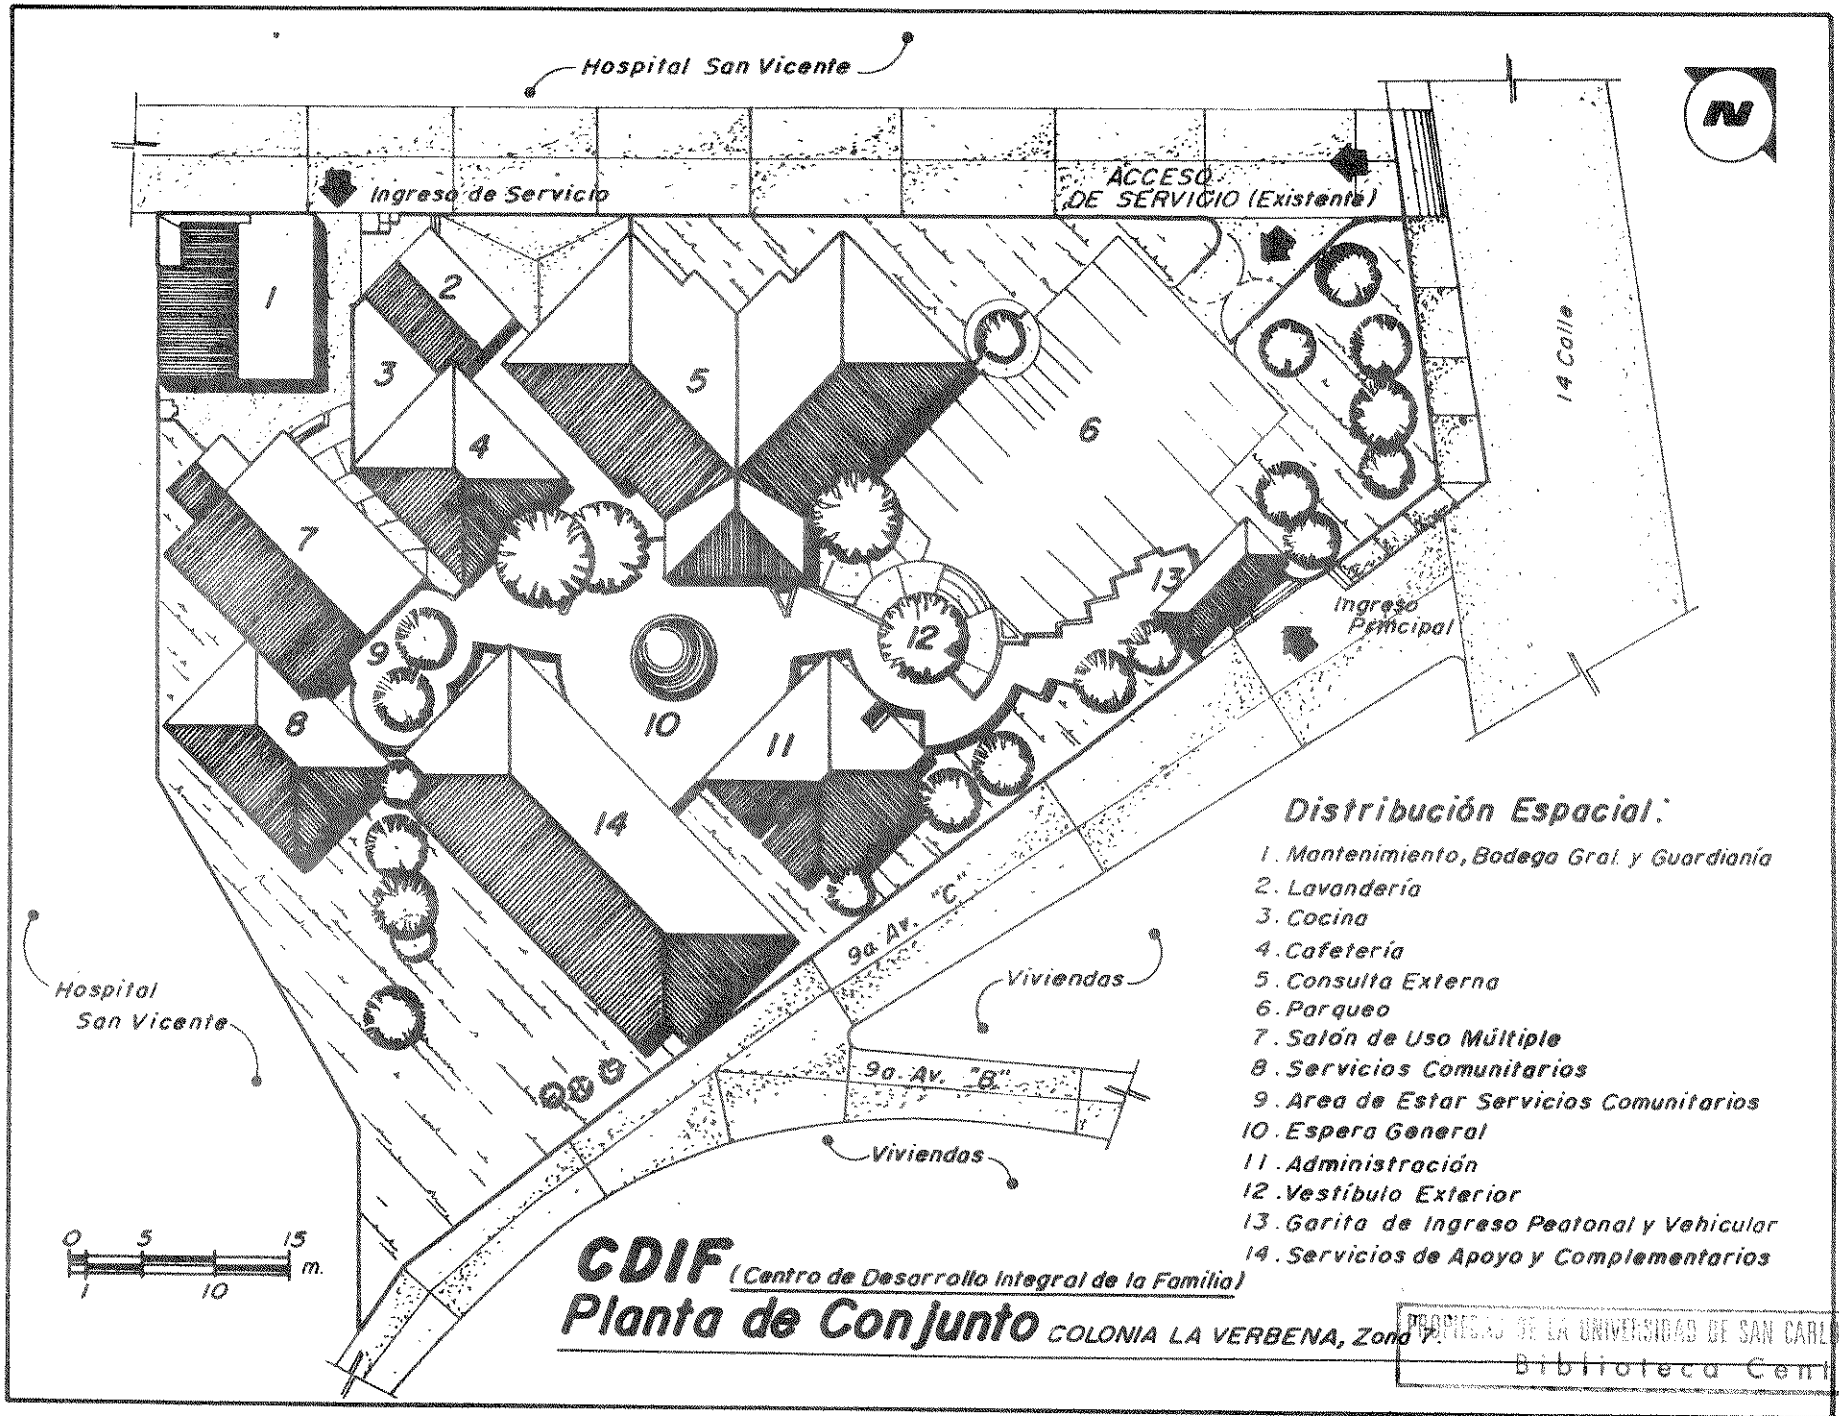 Hospital San Vicente
N
Ingreso de Servicio
ACCESO
DE SERVICIO (Existente)
14 Calle.
1
2
3
4
5
6
7
8
9
10
11
12
13
14
Ingreso
Principal
Distribución Espacial:
1. Mantenimiento, Bodega Gral. y Guardianía
2. Lavandería
3. Cocina
4. Cafetería
5. Consulta Externa
6. Parqueo
7. Salón de Uso Múltiple
8. Servicios Comunitarios
9. Area de Estar Servicios Comunitarios
10. Espera General
11. Administración
12. Vestíbulo Exterior
13. Garita de Ingreso Peatonal y Vehicular
14. Servicios de Apoyo y Complementarios
9a. Av. "C"
Viviendas
9a. Av. "B"
Viviendas
Hospital
San Vicente
0 5 15
m.
1 10
CDIF (Centro de Desarrollo Integral de la Familia)
Planta de Conjunto COLONIA LA VERBENA, Zona 7.
PROPIEDAD DE LA UNIVERSIDAD DE SAN CARL
Biblioteca Cent